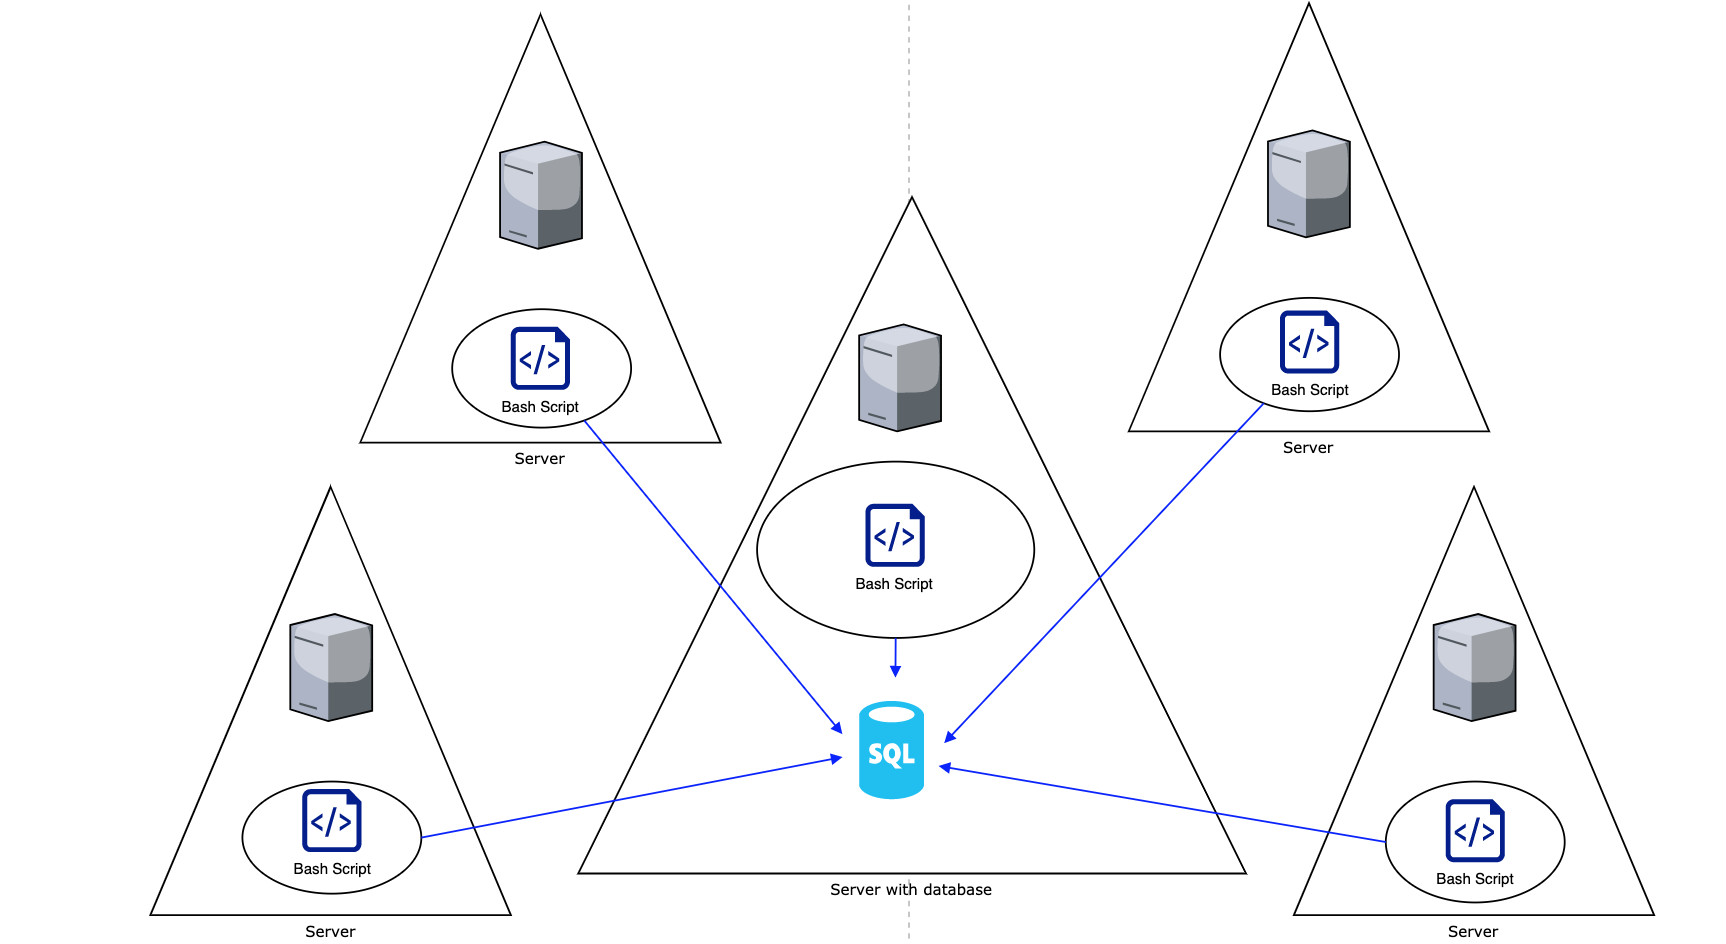 </>
Bash Script
Server
</>
Bash Script
Server
</>
Bash Script
SQL
Server with database
</>
Bash Script
Server
</>
Bash Script
Server